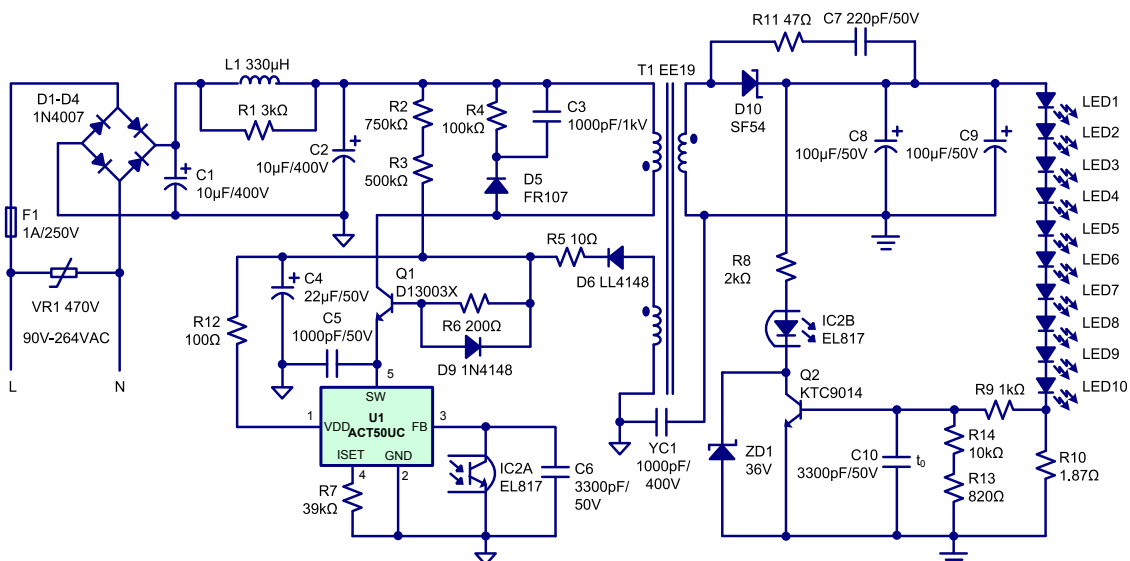 R11 47Ω
C7 220pF/50V
L1 330μH
T1 EE19
D1-D4
1N4007
R1 3kΩ
R2
750kΩ
R4
100kΩ
C3
1000pF/1kV
D10
SF54
LED1
LED2
LED3
LED4
LED5
LED6
LED7
LED8
LED9
LED10
C2
10μF/400V
C1
10μF/400V
R3
500kΩ
D5
FR107
C8
100μF/50V
C9
100μF/50V
F1
1A/250V
VR1 470V
90V-264VAC
L
N
R5 10Ω
D6 LL4148
C4
22μF/50V
Q1
D13003X
R8
2kΩ
R12
100Ω
C5
1000pF/50V
R6 200Ω
D9 1N4148
IC2B
EL817
5
SW
1
VDD
U1
ACT50UC
FB
3
ISET
GND
4
2
R7
39kΩ
IC2A
EL817
C6
3300pF/
50V
YC1
1000pF/
400V
Q2
KTC9014
R9 1kΩ
ZD1
36V
C10
3300pF/50V
t0
R14
10kΩ
R13
820Ω
R10
1.87Ω